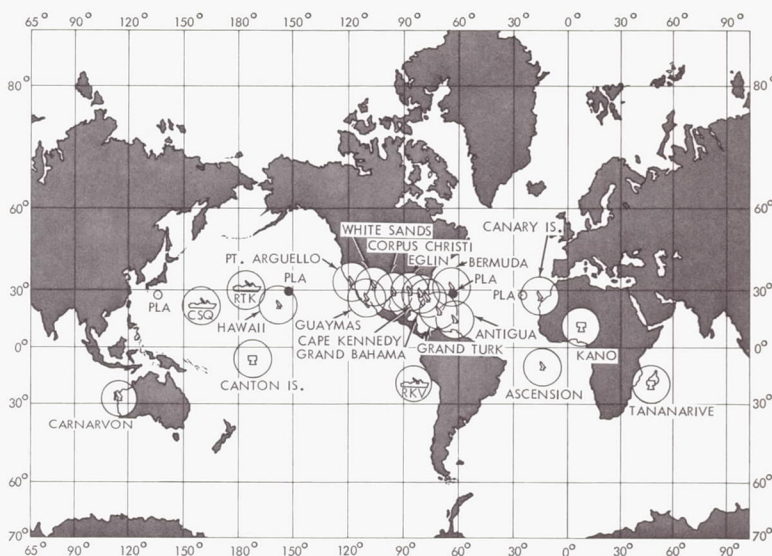 65° 90° 120° 150° 180° 150° 120° 90° 60° 30° 0° 30° 60° 90°
80° 80°
60° 60°
WHITE SANDS
CORPUS CHRISTI
EGLIN
CANARY IS.
PT. ARGUELLO
BERMUDA
PLA
PLA
30° 30°
RTK
PLA
PLA
CSQ
HAWAII
GUAYMAS
CAPE KENNEDY
GRAND BAHAMA
ANTIGUA
GRAND TURK
KANO
0° 0°
CANTON IS.
RKV
ASCENSION
TANANARIVE
30° 30°
CARNARVON
60° 60°
70° 70°
65° 90° 120° 150° 180° 150° 120° 90° 60° 30° 0° 30° 60° 90°